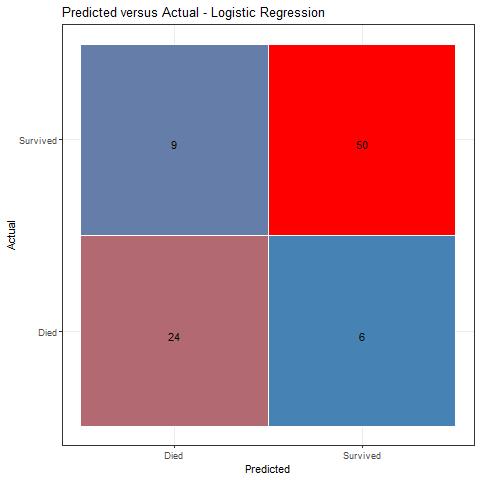 Predicted versus Actual - Logistic Regression
Survived
9
50
Actual
Died
24
6
Died
Survived
Predicted